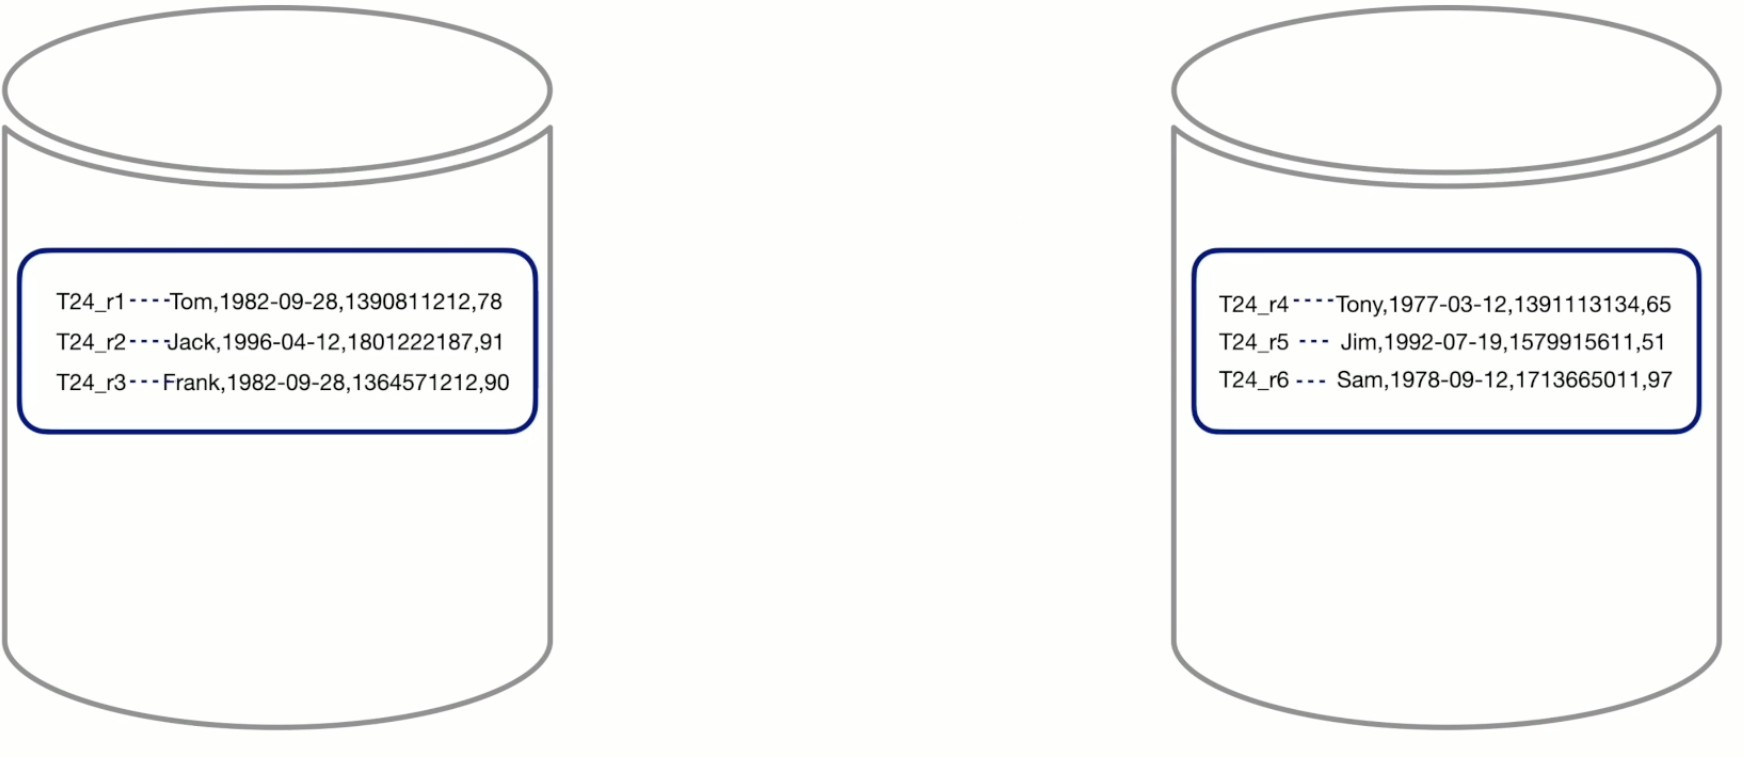 T24_r1----Tom,1982-09-28,1390811212,78
T24_r2----Jack,1996-04-12,1801222187,91
T24_r3---Frank,1982-09-28,1364571212,90
T24_r4----Tony,1977-03-12,1391113134,65
T24_r5 --- Jim,1992-07-19,1579915611,51
T24_r6 --- Sam,1978-09-12,1713665011,97